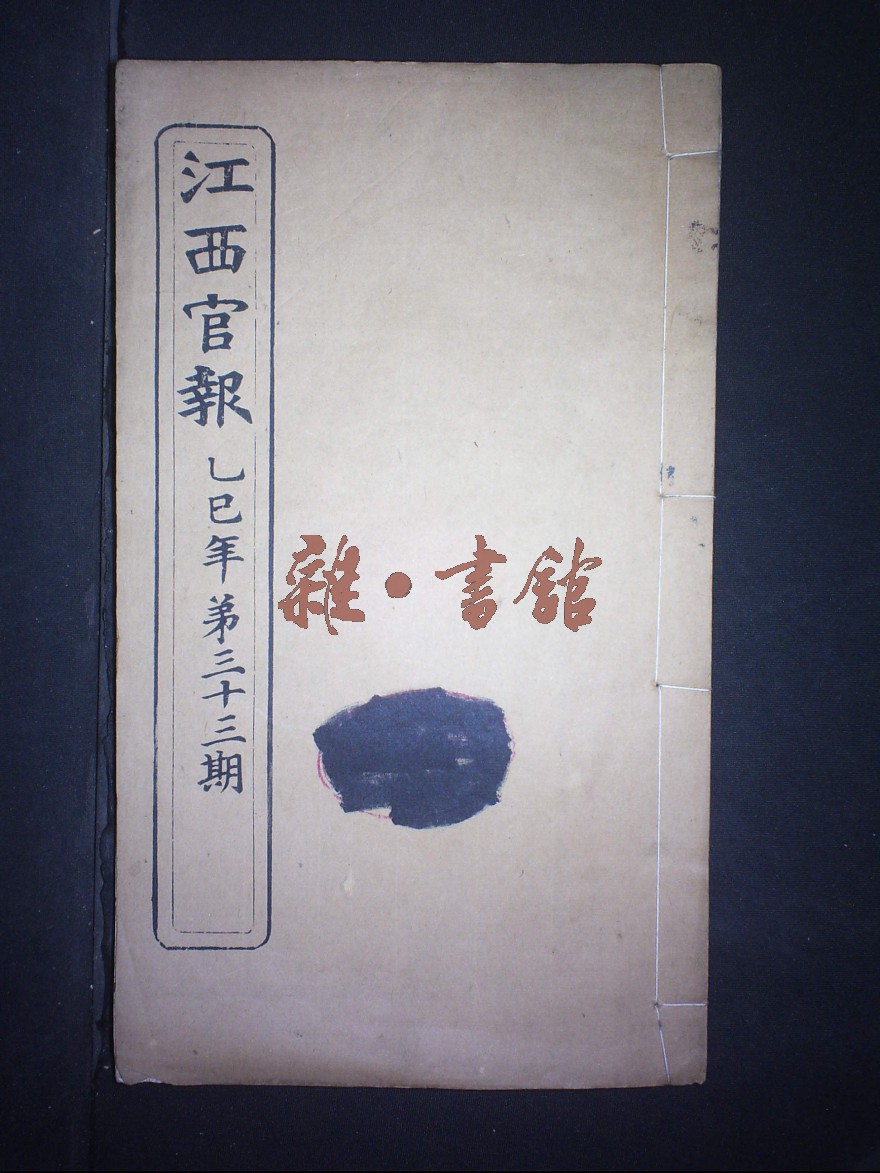 江西官報 乙巳年第三十三期
雜·書館